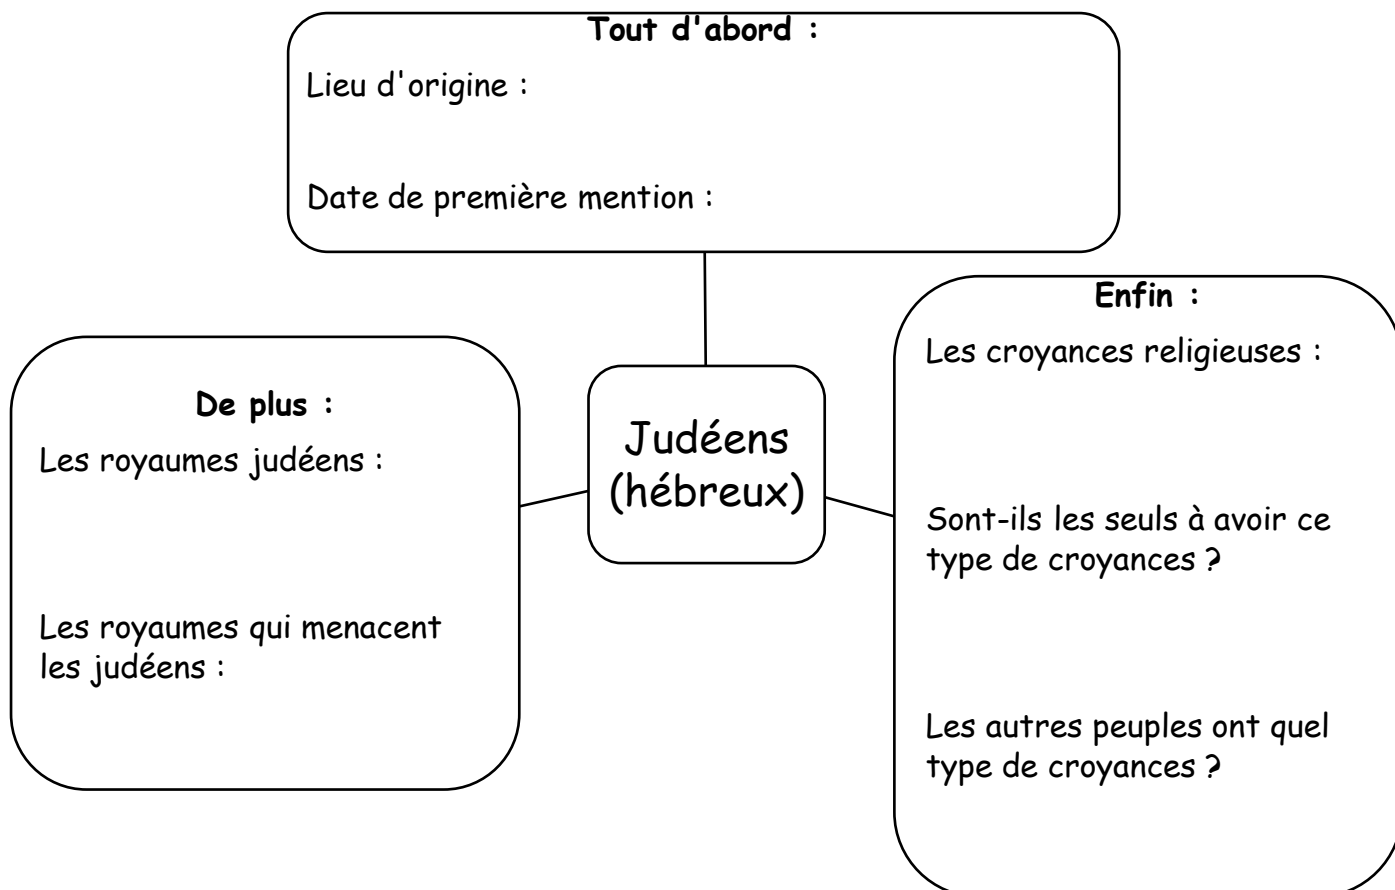 Tout d'abord :
Lieu d'origine :
Date de première mention :
De plus :
Les royaumes judéens :
Les royaumes qui menacent
les judéens :
Judéens
(hébreux)
Enfin :
Les croyances religieuses :
Sont-ils les seuls à avoir ce
type de croyances ?
Les autres peuples ont quel
type de croyances ?